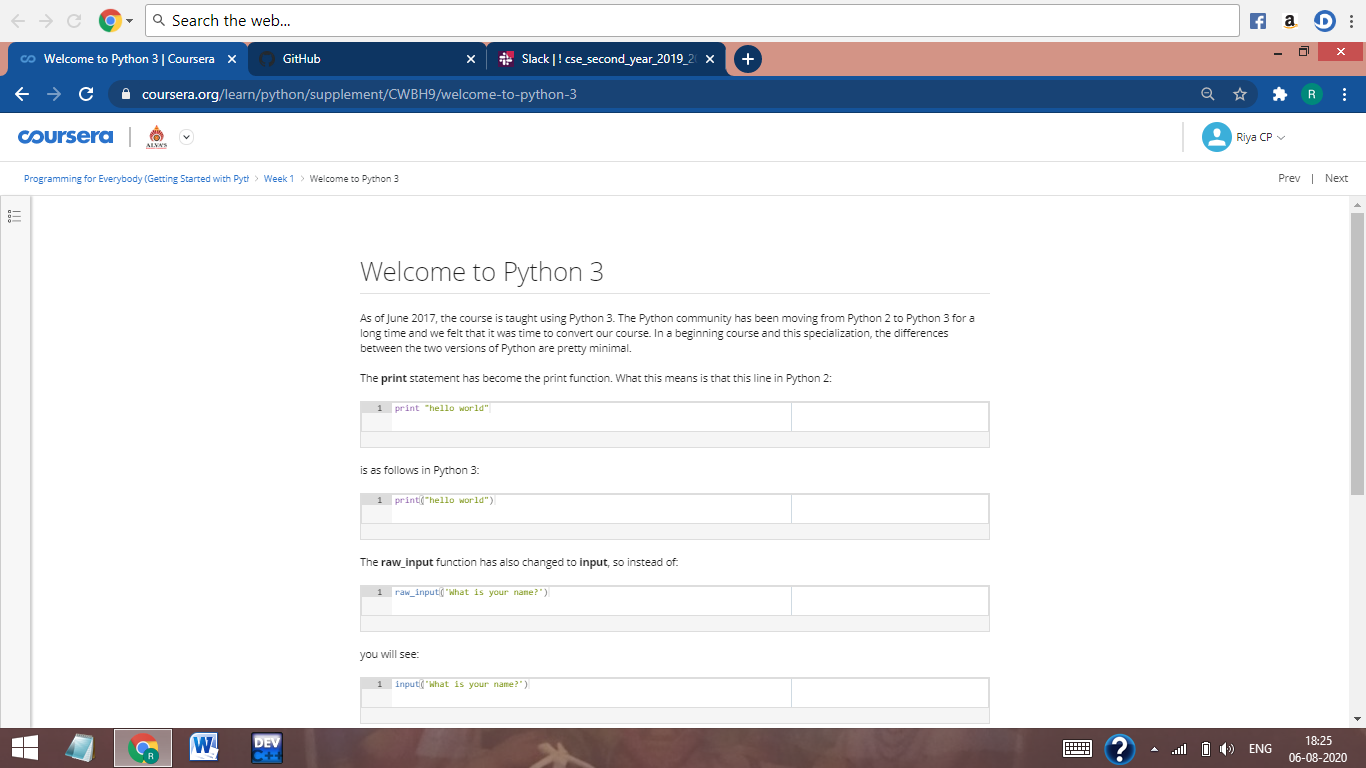 Search the web...
Welcome to Python 3 | Coursera
GitHub
Slack | ! cse_second_year_2019_2
coursera.org/learn/python/supplement/CWBH9/welcome-to-python-3
R
coursera
ALVA'S
Riya CP
Programming for Everybody (Getting Started with Pyt > Week 1 > Welcome to Python 3
Prev | Next
Welcome to Python 3
As of June 2017, the course is taught using Python 3. The Python community has been moving from Python 2 to Python 3 for a
long time and we felt that it was time to convert our course. In a beginning course and this specialization, the differences
between the two versions of Python are pretty minimal.
The print statement has become the print function. What this means is that this line in Python 2:
1 print "hello world"
is as follows in Python 3:
1 print("hello world")
The raw_input function has also changed to input, so instead of:
1 raw_input('What is your name?')
you will see:
1 input('What is your name?')
DEV
C++
ENG
18:25
06-08-2020